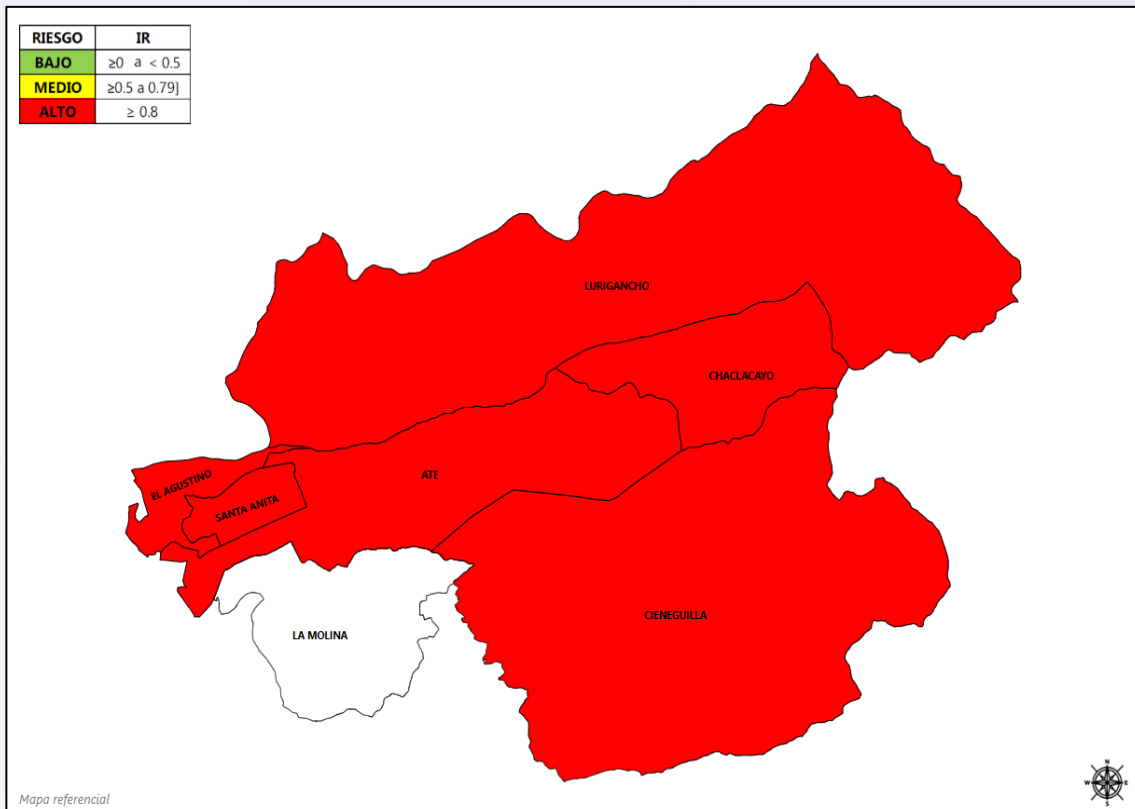 RIESGO IR
BAJO ≥0 a < 0.5
MEDIO ≥0.5 a 0.79]
ALTO ≥ 0.8
LURIGANCHO
CHACLACAYO
ATE
EL AGUSTINO
SANTA ANITA
CIENEGUILLA
LA MOLINA
N
W E
S
Mapa referencial